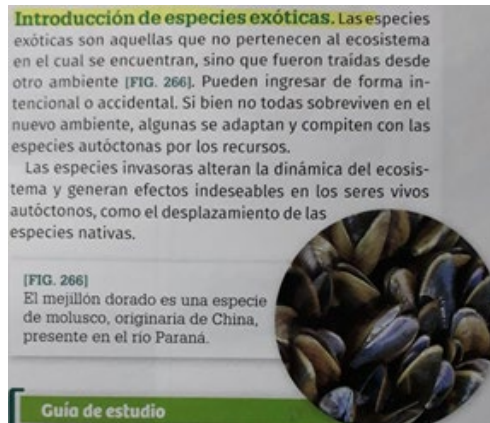 Introducción de especies exóticas. Las especies
exóticas son aquellas que no pertenecen al ecosistema
en el cual se encuentran, sino que fueron traídas desde
otro ambiente [FIG. 266]. Pueden ingresar de forma in-
tencional o accidental. Si bien no todas sobreviven en el
nuevo ambiente, algunas se adaptan y compiten con las
especies autóctonas por los recursos.
Las especies invasoras alteran la dinámica del ecosis-
tema y generan efectos indeseables en los seres vivos
autóctonos, como el desplazamiento de las
especies nativas.
[FIG. 266]
El mejillón dorado es una especie
de molusco, originaria de China,
presente en el río Paraná.
Guía de estudio